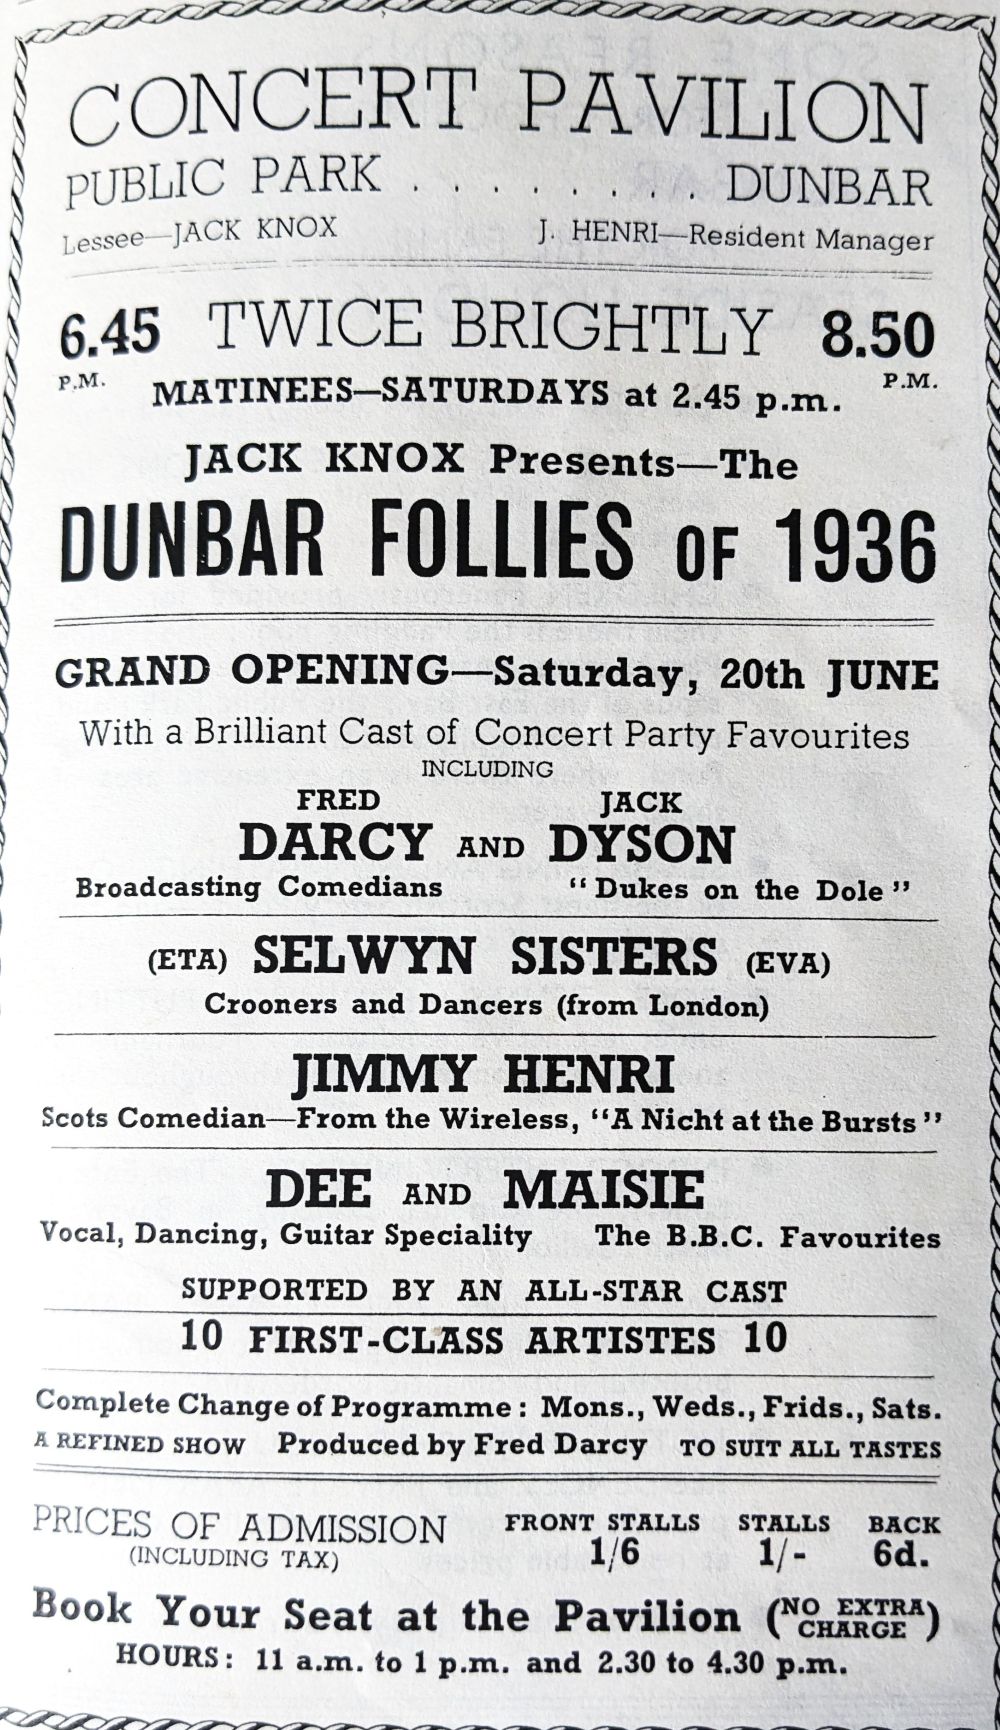 CONCERT PAVILION
PUBLIC PARK . . . . . . . . DUNBAR
Lessee—JACK KNOX J. HENRI—Resident Manager
6.45 P.M. TWICE BRIGHTLY 8.50 P.M.
MATINEES—SATURDAYS at 2.45 p.m.
JACK KNOX Presents—The
DUNBAR FOLLIES OF 1936
GRAND OPENING—Saturday, 20th JUNE
With a Brilliant Cast of Concert Party Favourites
INCLUDING
FRED JACK
DARCY AND DYSON
Broadcasting Comedians "Dukes on the Dole"
(ETA) SELWYN SISTERS (EVA)
Crooners and Dancers (from London)
JIMMY HENRI
Scots Comedian—From the Wireless, "A Nicht at the Bursts"
DEE AND MAISIE
Vocal, Dancing, Guitar Speciality The B.B.C. Favourites
SUPPORTED BY AN ALL-STAR CAST
10 FIRST-CLASS ARTISTES 10
Complete Change of Programme: Mons., Weds., Frids., Sats.
A REFINED SHOW Produced by Fred Darcy TO SUIT ALL TASTES
PRICES OF ADMISSION FRONT STALLS STALLS BACK
(INCLUDING TAX) 1/6 1/- 6d.
Book Your Seat at the Pavilion (NO EXTRA CHARGE)
HOURS: 11 a.m. to 1 p.m. and 2.30 to 4.30 p.m.